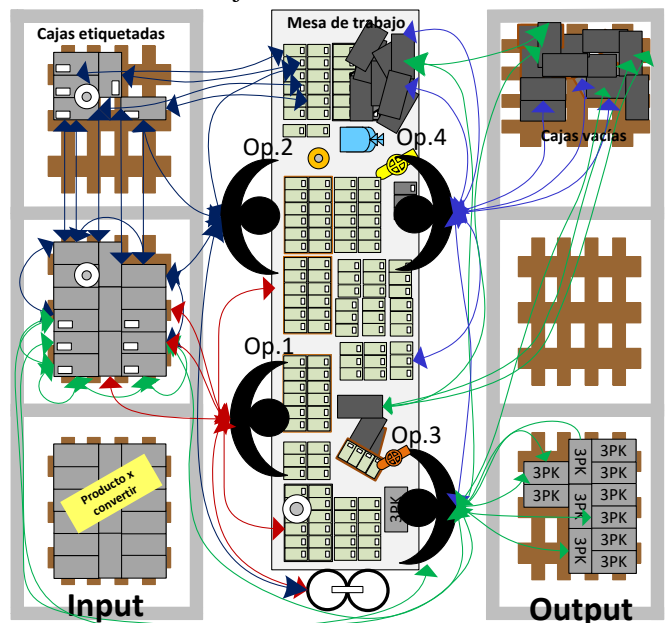 Mesa de trabajo
Cajas etiquetadas
Cajas vacías
Op.2
Op.4
Op.1
Op.3
Producto x
convertir
3PK
3PK
3PK
3PK
3PK
3PK
3PK
3PK
3PK
3PK
3PK
3PK
Input
Output